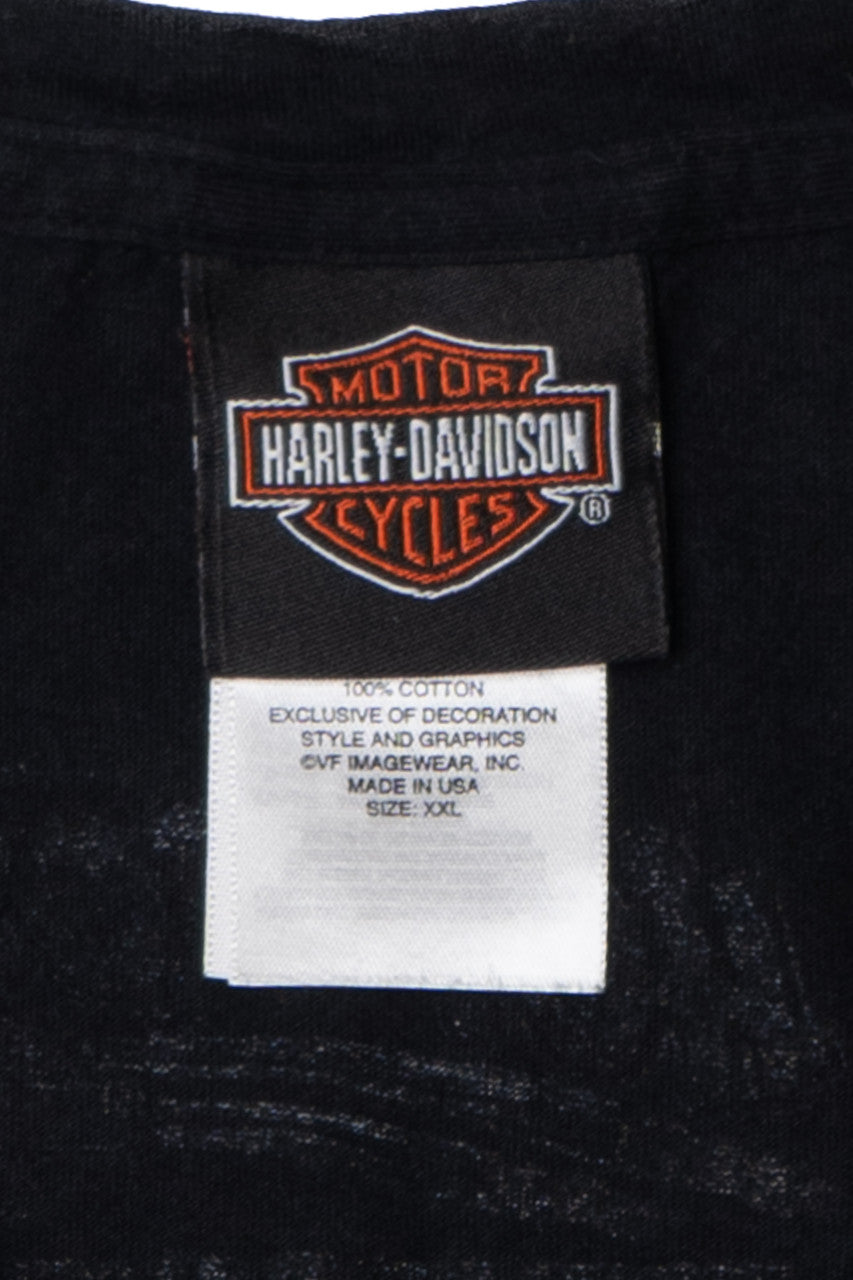 MOTOR
HARLEY-DAVIDSON
CYCLES
®
100% COTTON
EXCLUSIVE OF DECORATION
STYLE AND GRAPHICS
©VF IMAGEWEAR, INC.
MADE IN USA
SIZE: XXL